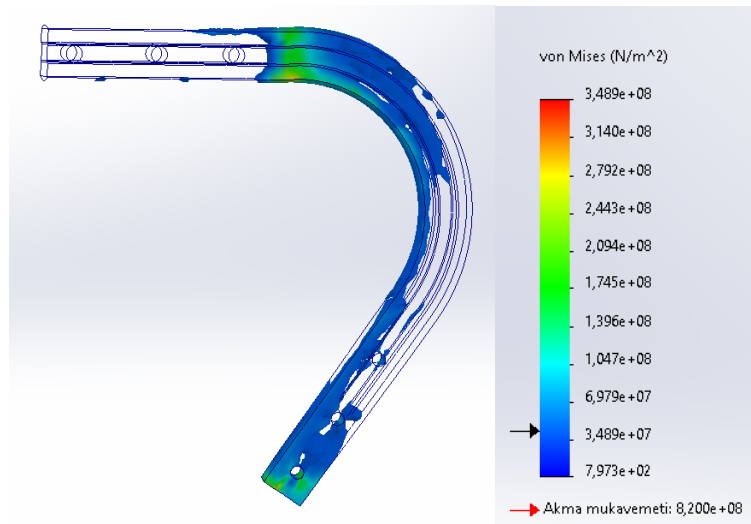 von Mises (N/m^2)
3,489e+08
3,140e+08
2,792e+08
2,443e+08
2,094e+08
1,745e+08
1,396e+08
1,047e+08
6,979e+07
3,489e+07
7,973e+02
Akma mukavemeti: 8,200e+08